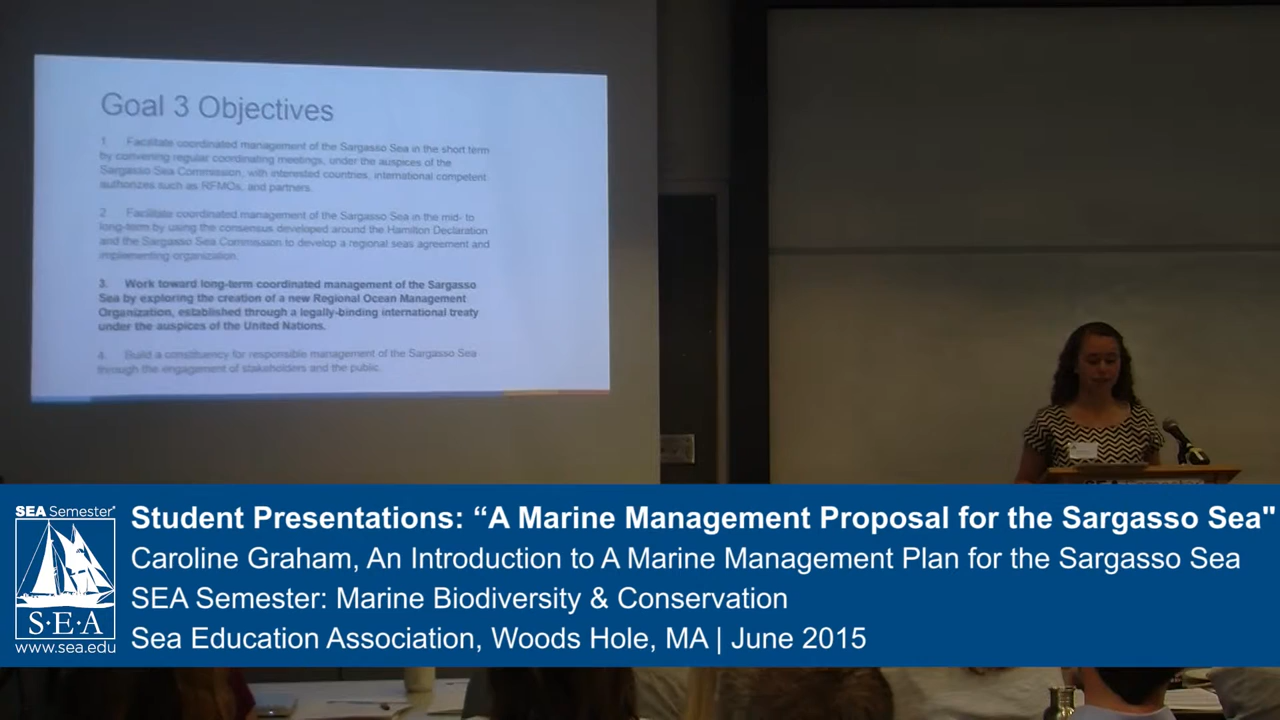 Goal 3 Objectives
1. Facilitate coordinated management of the Sargasso Sea in the short term
by convening regular coordinating meetings, under the auspices of the
Sargasso Sea Commission, with interested countries, international competent
authorizes such as RFMOs, and partners.
2. Facilitate coordinated management of the Sargasso Sea in the mid- to
long-term by using the consensus developed around the Hamilton Declaration
and the Sargasso Sea Commission to develop a regional seas agreement and
implementing organization.
3. Work toward long-term coordinated management of the Sargasso
Sea by exploring the creation of a new Regional Ocean Management
Organization, established through a legally-binding international treaty
under the auspices of the United Nations.
4. Build a constituency for responsible management of the Sargasso Sea
through the engagement of stakeholders and the public.
SEA Semester®
S·E·A
www.sea.edu
Student Presentations: “A Marine Management Proposal for the Sargasso Sea"
Caroline Graham, An Introduction to A Marine Management Plan for the Sargasso Sea
SEA Semester: Marine Biodiversity & Conservation
Sea Education Association, Woods Hole, MA | June 2015